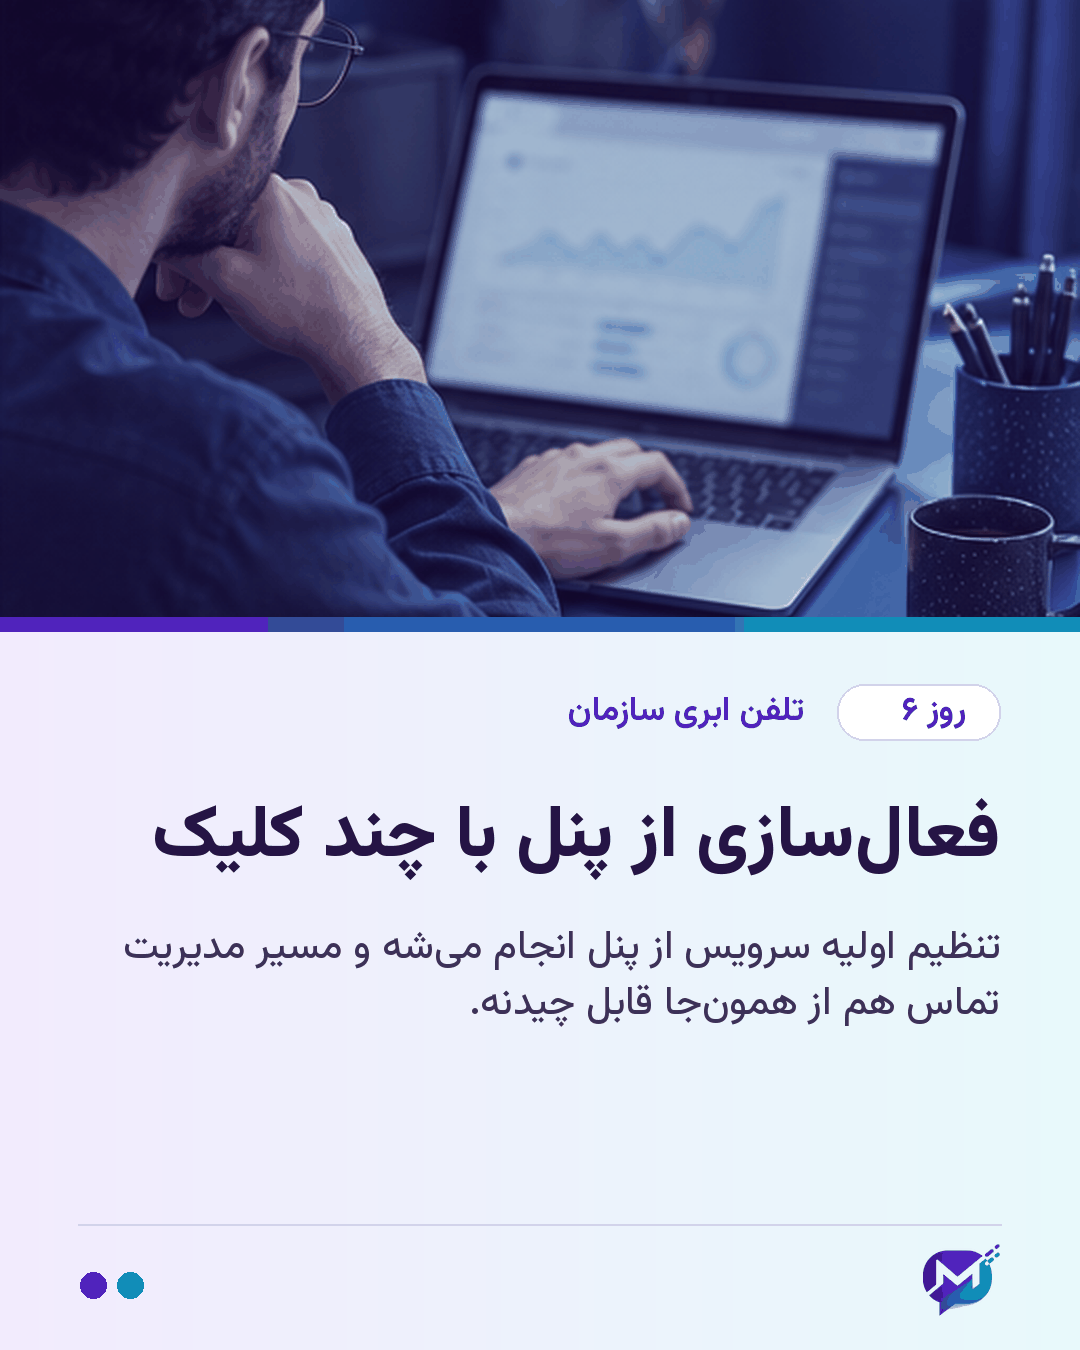 روز ۶
تلفن ابری سازمان
فعال‌سازی از پنل با چند کلیک
تنظیم اولیه سرویس از پنل انجام می‌شه و مسیر مدیریت
تماس هم از همون‌جا قابل چیدنه.